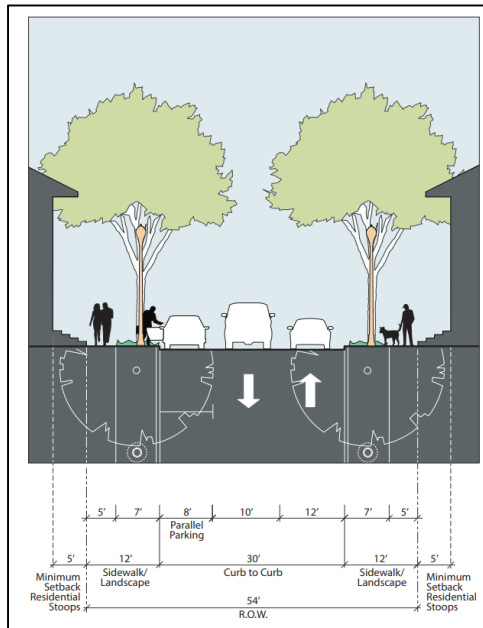 5' 7' 8' 10' 12' 7' 5'
Parallel
Parking
5' 12' 30' 12' 5'
Minimum
Setback
Residential
Stoops
Sidewalk/
Landscape
Curb to Curb
Sidewalk/
Landscape
Minimum
Setback
Residential
Stoops
54'
R.O.W.